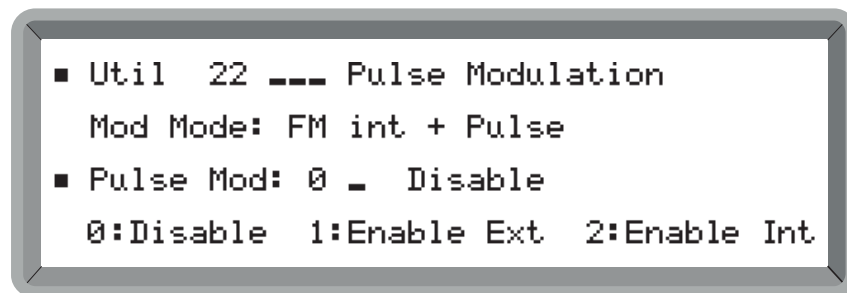 ▪ Util 22 ___ Pulse Modulation
Mod Mode: FM int + Pulse
▪ Pulse Mod: 0 _ Disable
0:Disable 1:Enable Ext 2:Enable Int